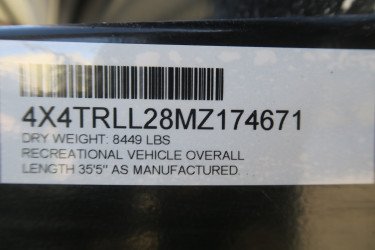 4X4TRLL28MZ174671
DRY WEIGHT: 8449 LBS
RECREATIONAL VEHICLE OVERALL
LENGTH 35'5" AS MANUFACTURED.